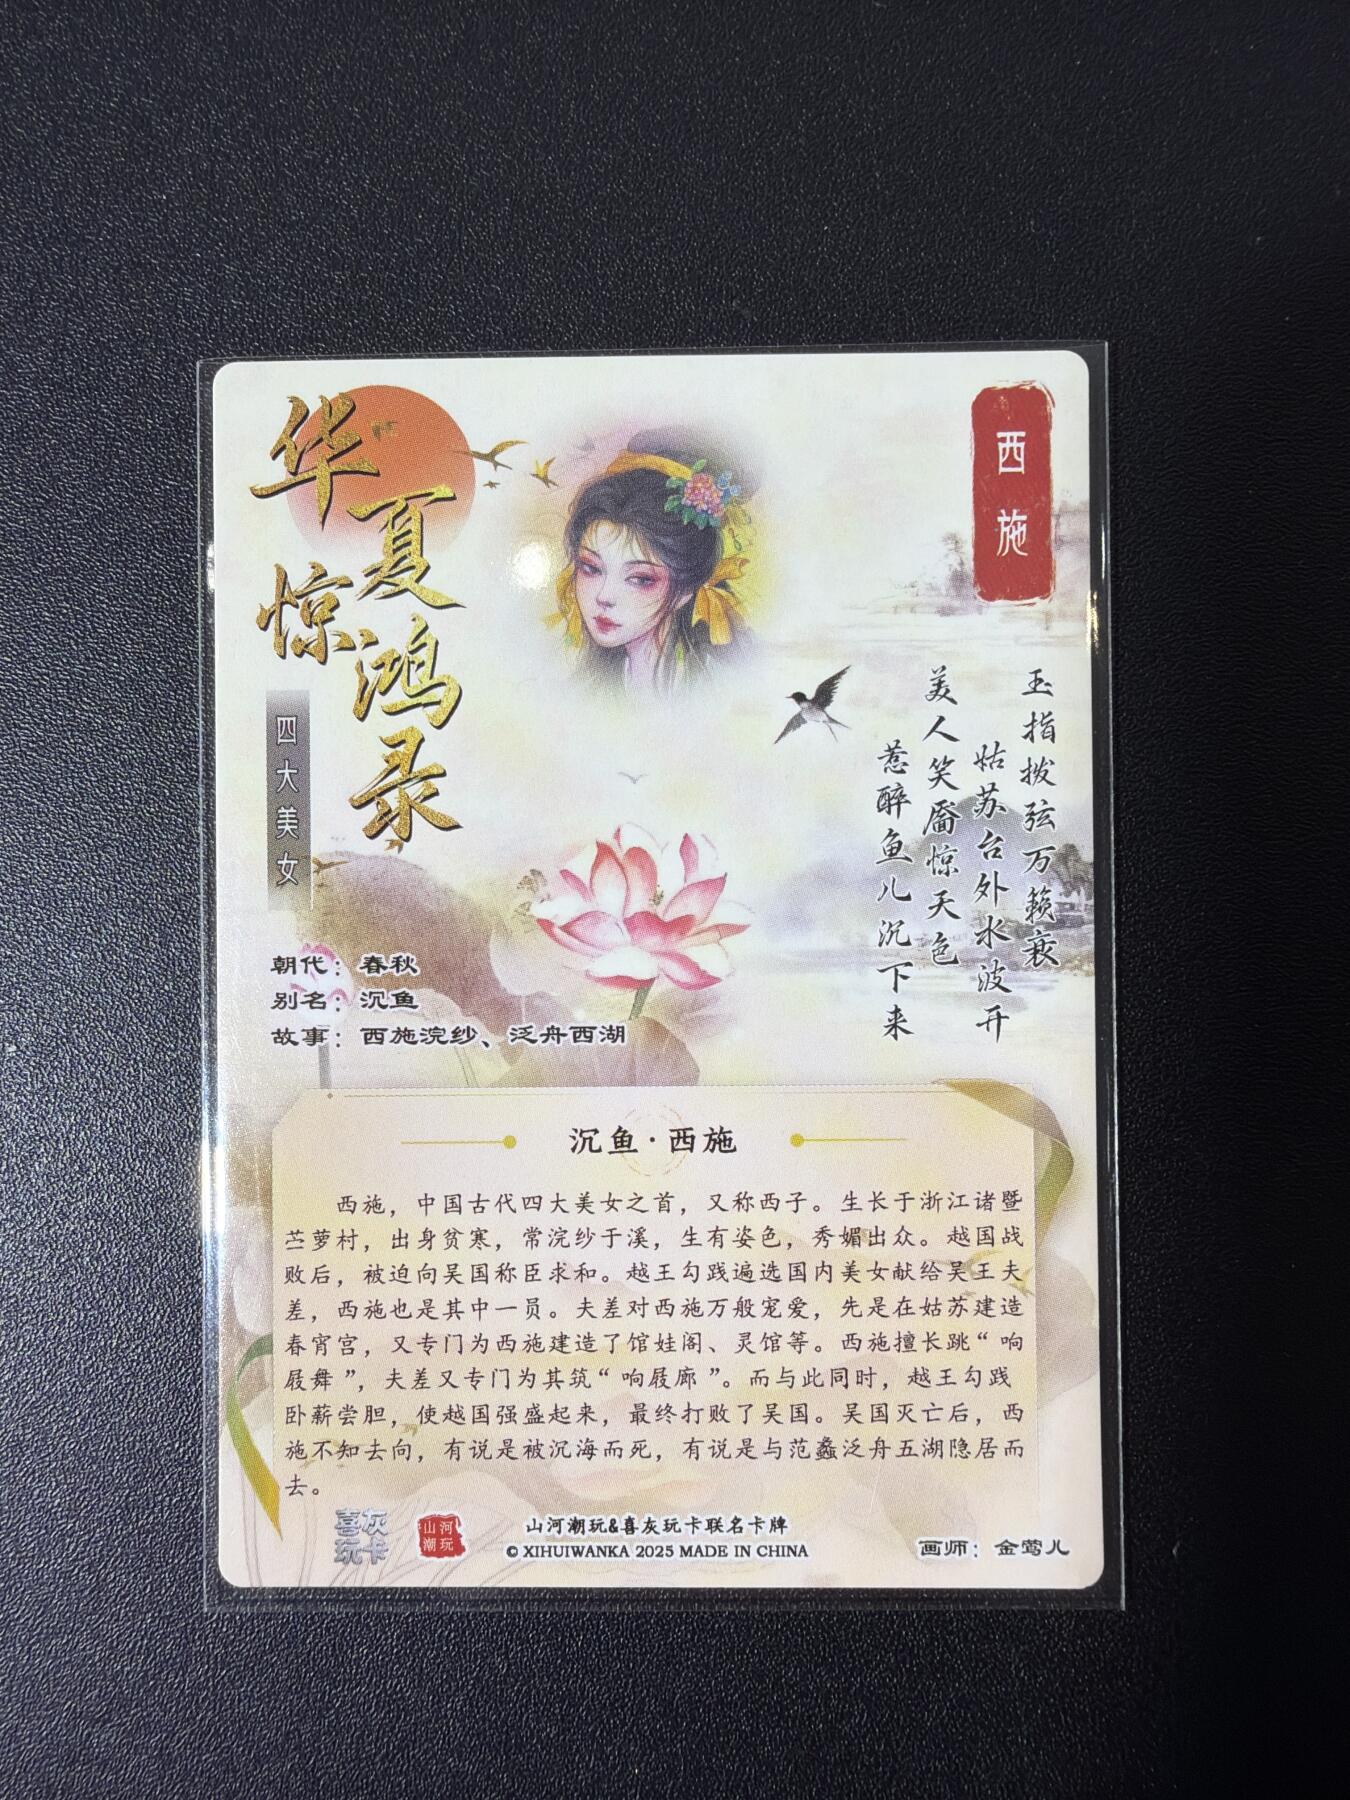 华夏惊鸿录
四大美女
西施
玉指拨弦万籁衰
姑苏台外水波开
美人笑靥惊天色
惹醉鱼儿沉下来
朝代：春秋
别名：沉鱼
故事：西施浣纱、泛舟西湖
沉鱼·西施
西施，中国古代四大美女之首，又称西子。生长于浙江诸暨
苎萝村，出身贫寒，常浣纱于溪，生有姿色，秀媚出众。越国战
败后，被迫向吴国称臣求和。越王勾践遍选国内美女献给吴王夫
差，西施也是其中一员。夫差对西施万般宠爱，先是在姑苏建造
春宵宫，又专门为西施建造了馆娃阁、灵馆等。西施擅长跳“响
屐舞”，夫差又专门为其筑“响屐廊”。而与此同时，越王勾践
卧薪尝胆，使越国强盛起来，最终打败了吴国。吴国灭亡后，西
施不知去向，有说是被沉海而死，有说是与范蠡泛舟五湖隐居而
去。
喜灰
玩卡
山河
潮玩
山河潮玩&喜灰玩卡联名卡牌
© XIHUIWANKA 2025 MADE IN CHINA
画师：金莺儿